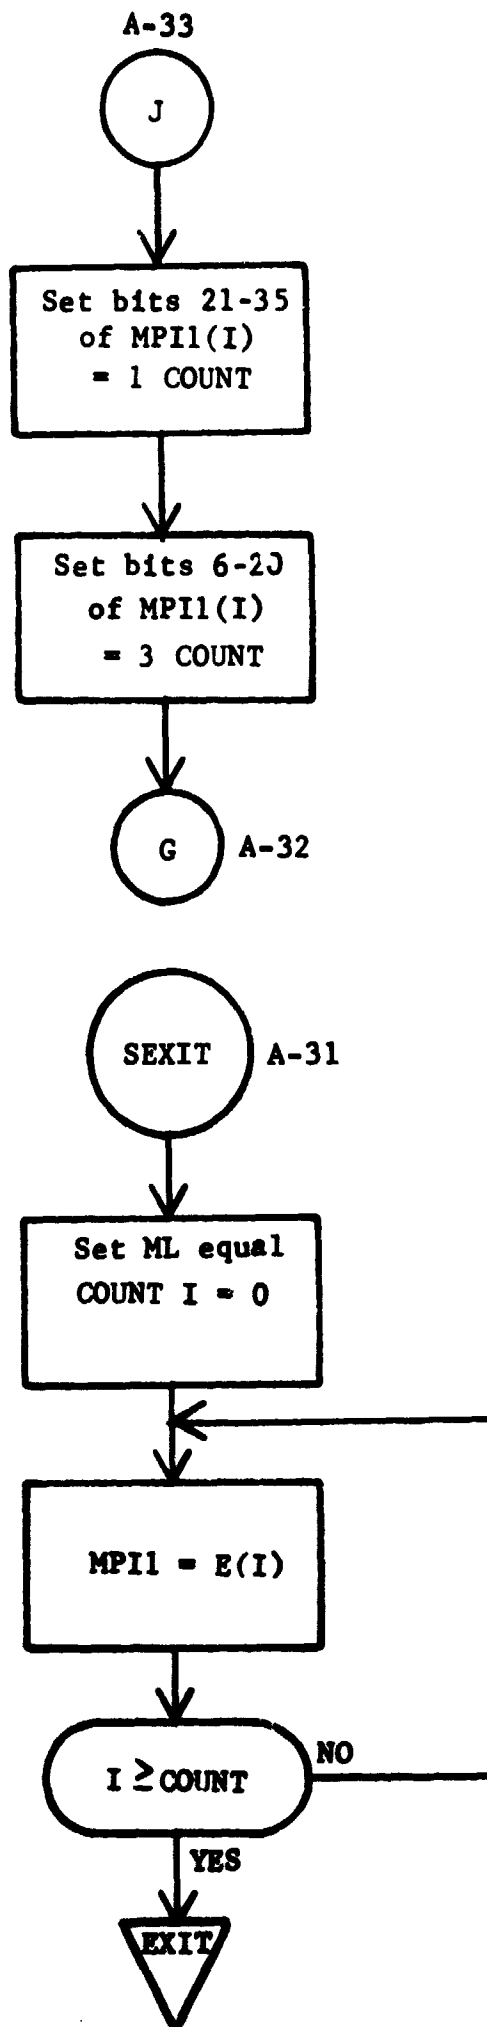 A-33
J
Set bits 21-35
of MPI1(I)
= 1 COUNT
Set bits 6-2J
of MPI1(I)
= 3 COUNT
G A-32
SEXIT A-31
Set ML equal
COUNT I = 0
MPI1 = E(I)
I ≥ COUNT
NO
YES
EXIT